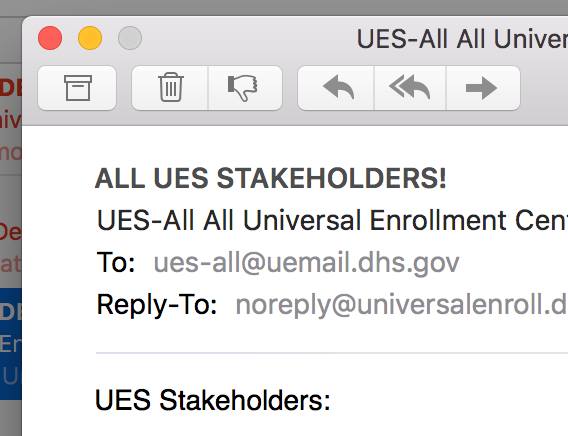 UES-All All Univer
ALL UES STAKEHOLDERS!
UES-All All Universal Enrollment Cen
To: ues-all@uemail.dhs.gov
Reply-To: noreply@universalenroll.d
UES Stakeholders: